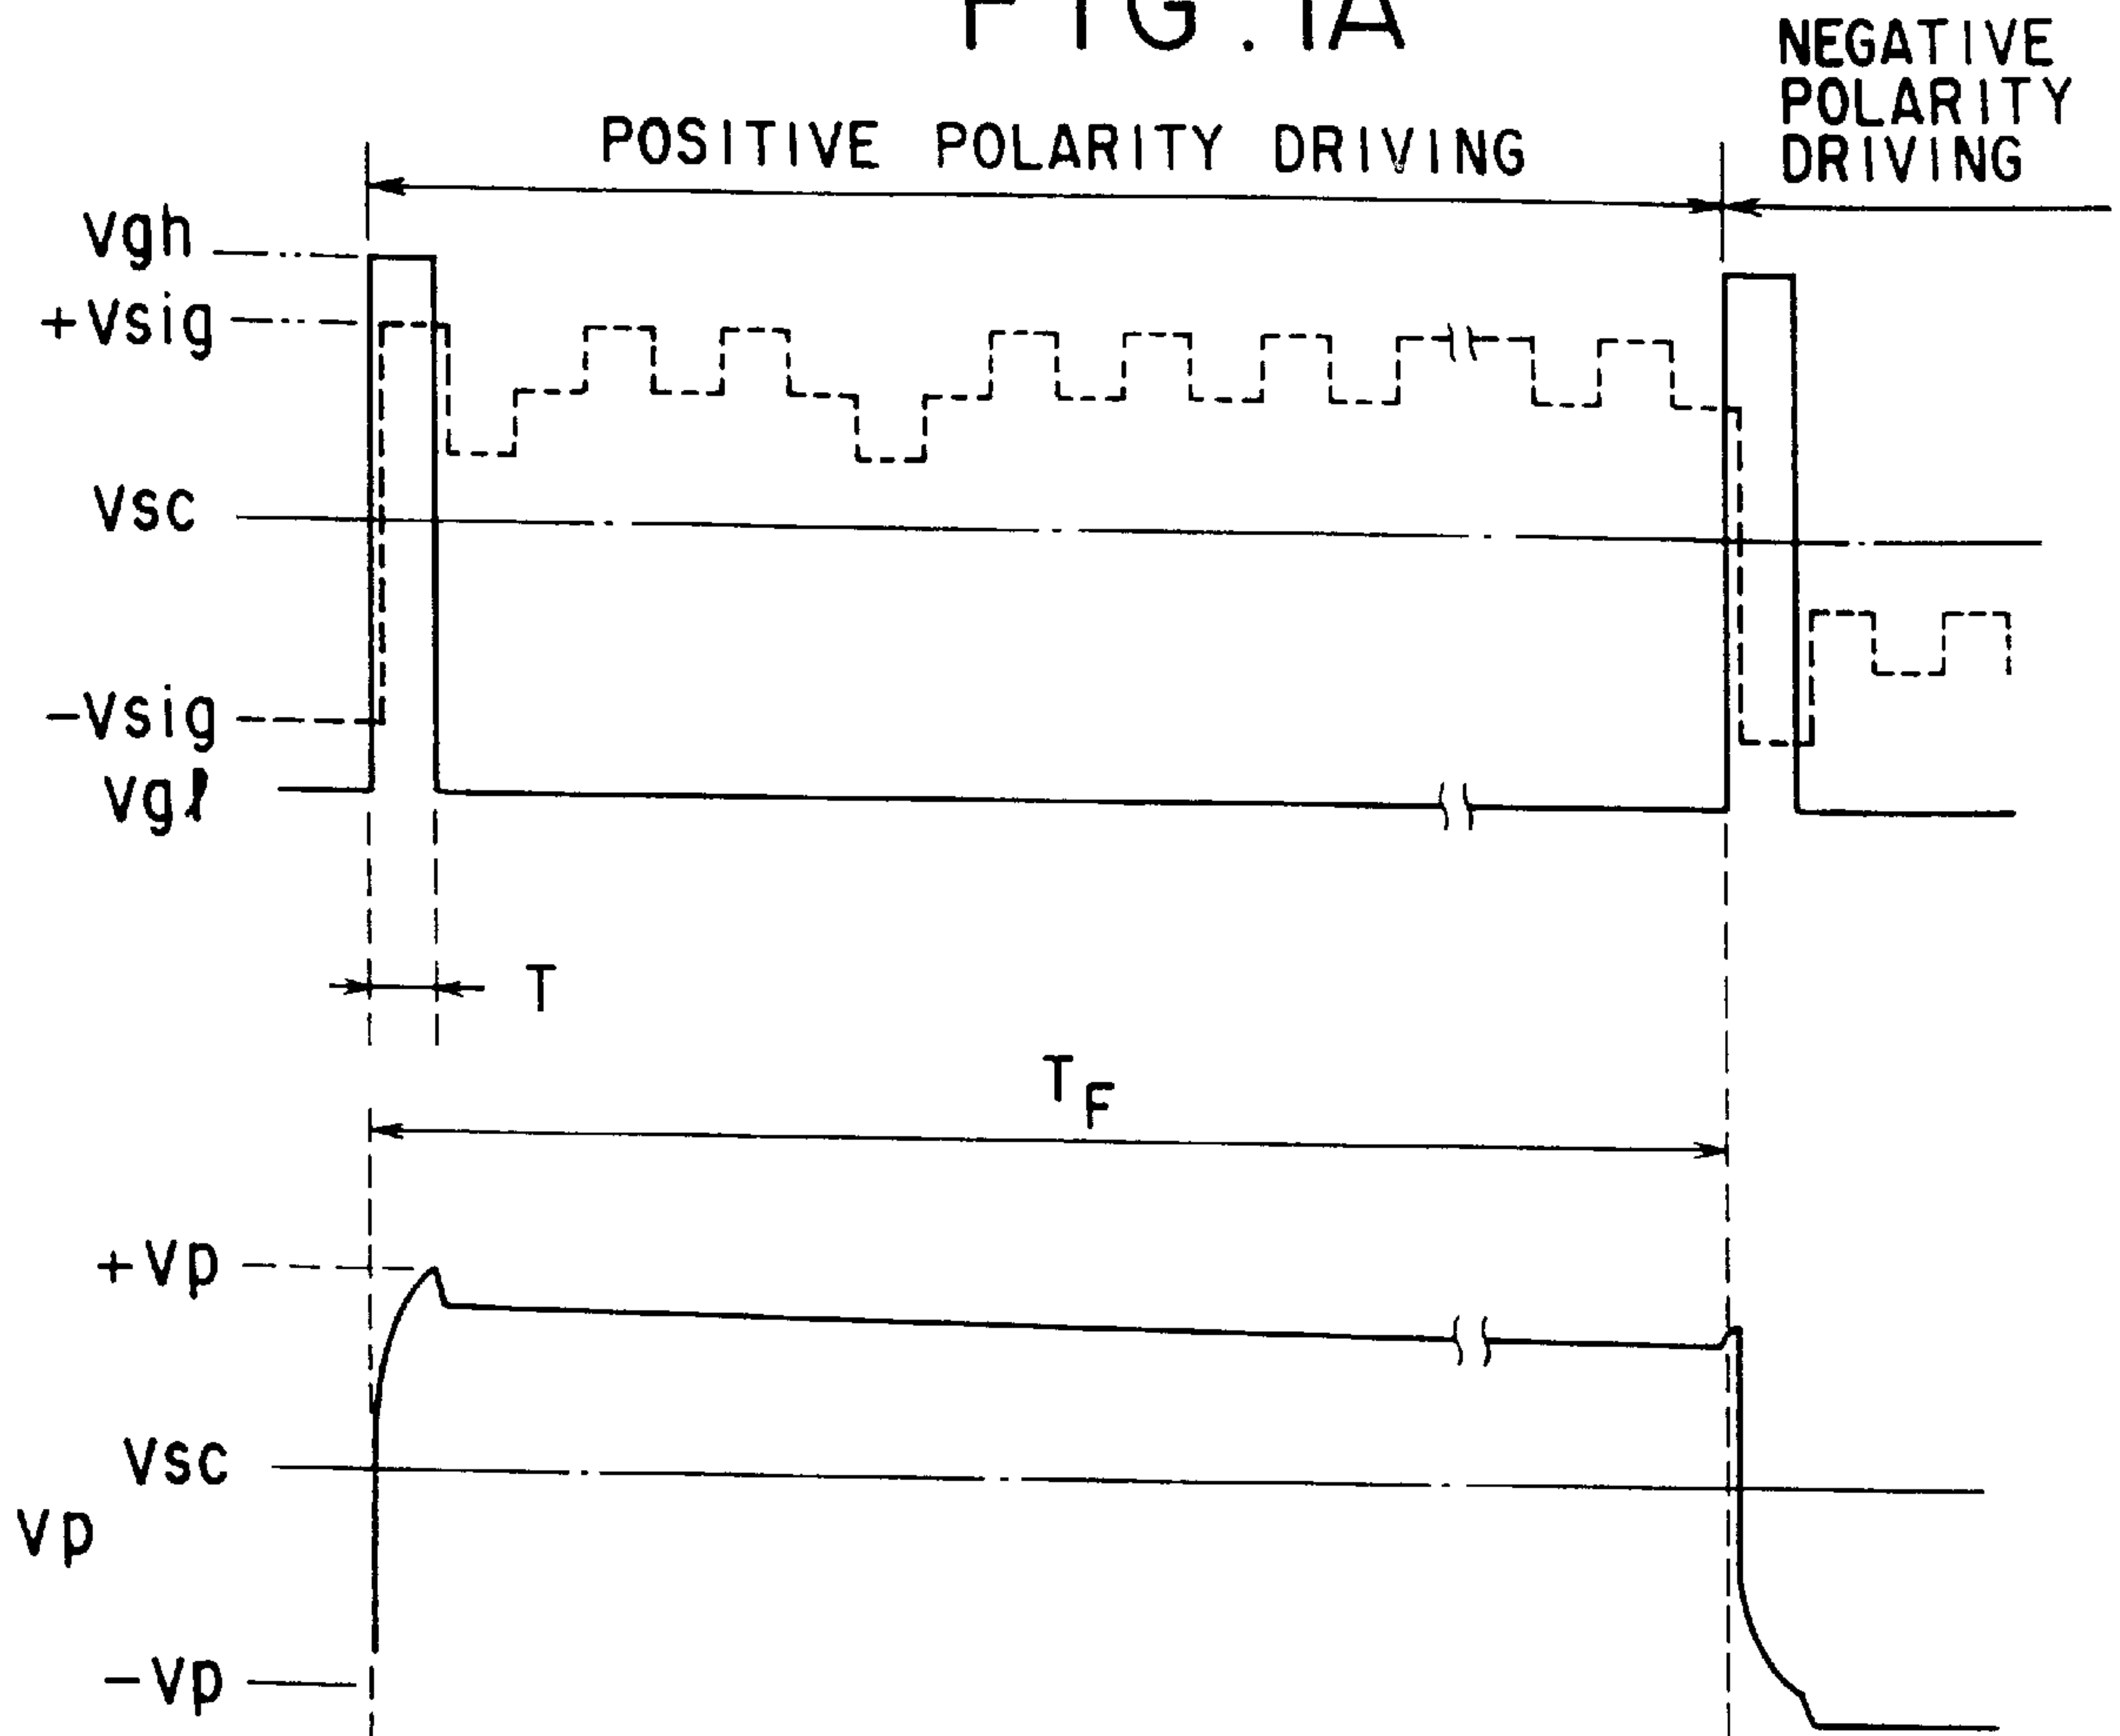 FIG. 1A
NEGATIVE
POLARITY
DRIVING
POSITIVE POLARITY DRIVING
Vgh
+Vsig
Vsc
-Vsig
Vgℓ
T
TF
+Vp
Vsc
Vp
-Vp